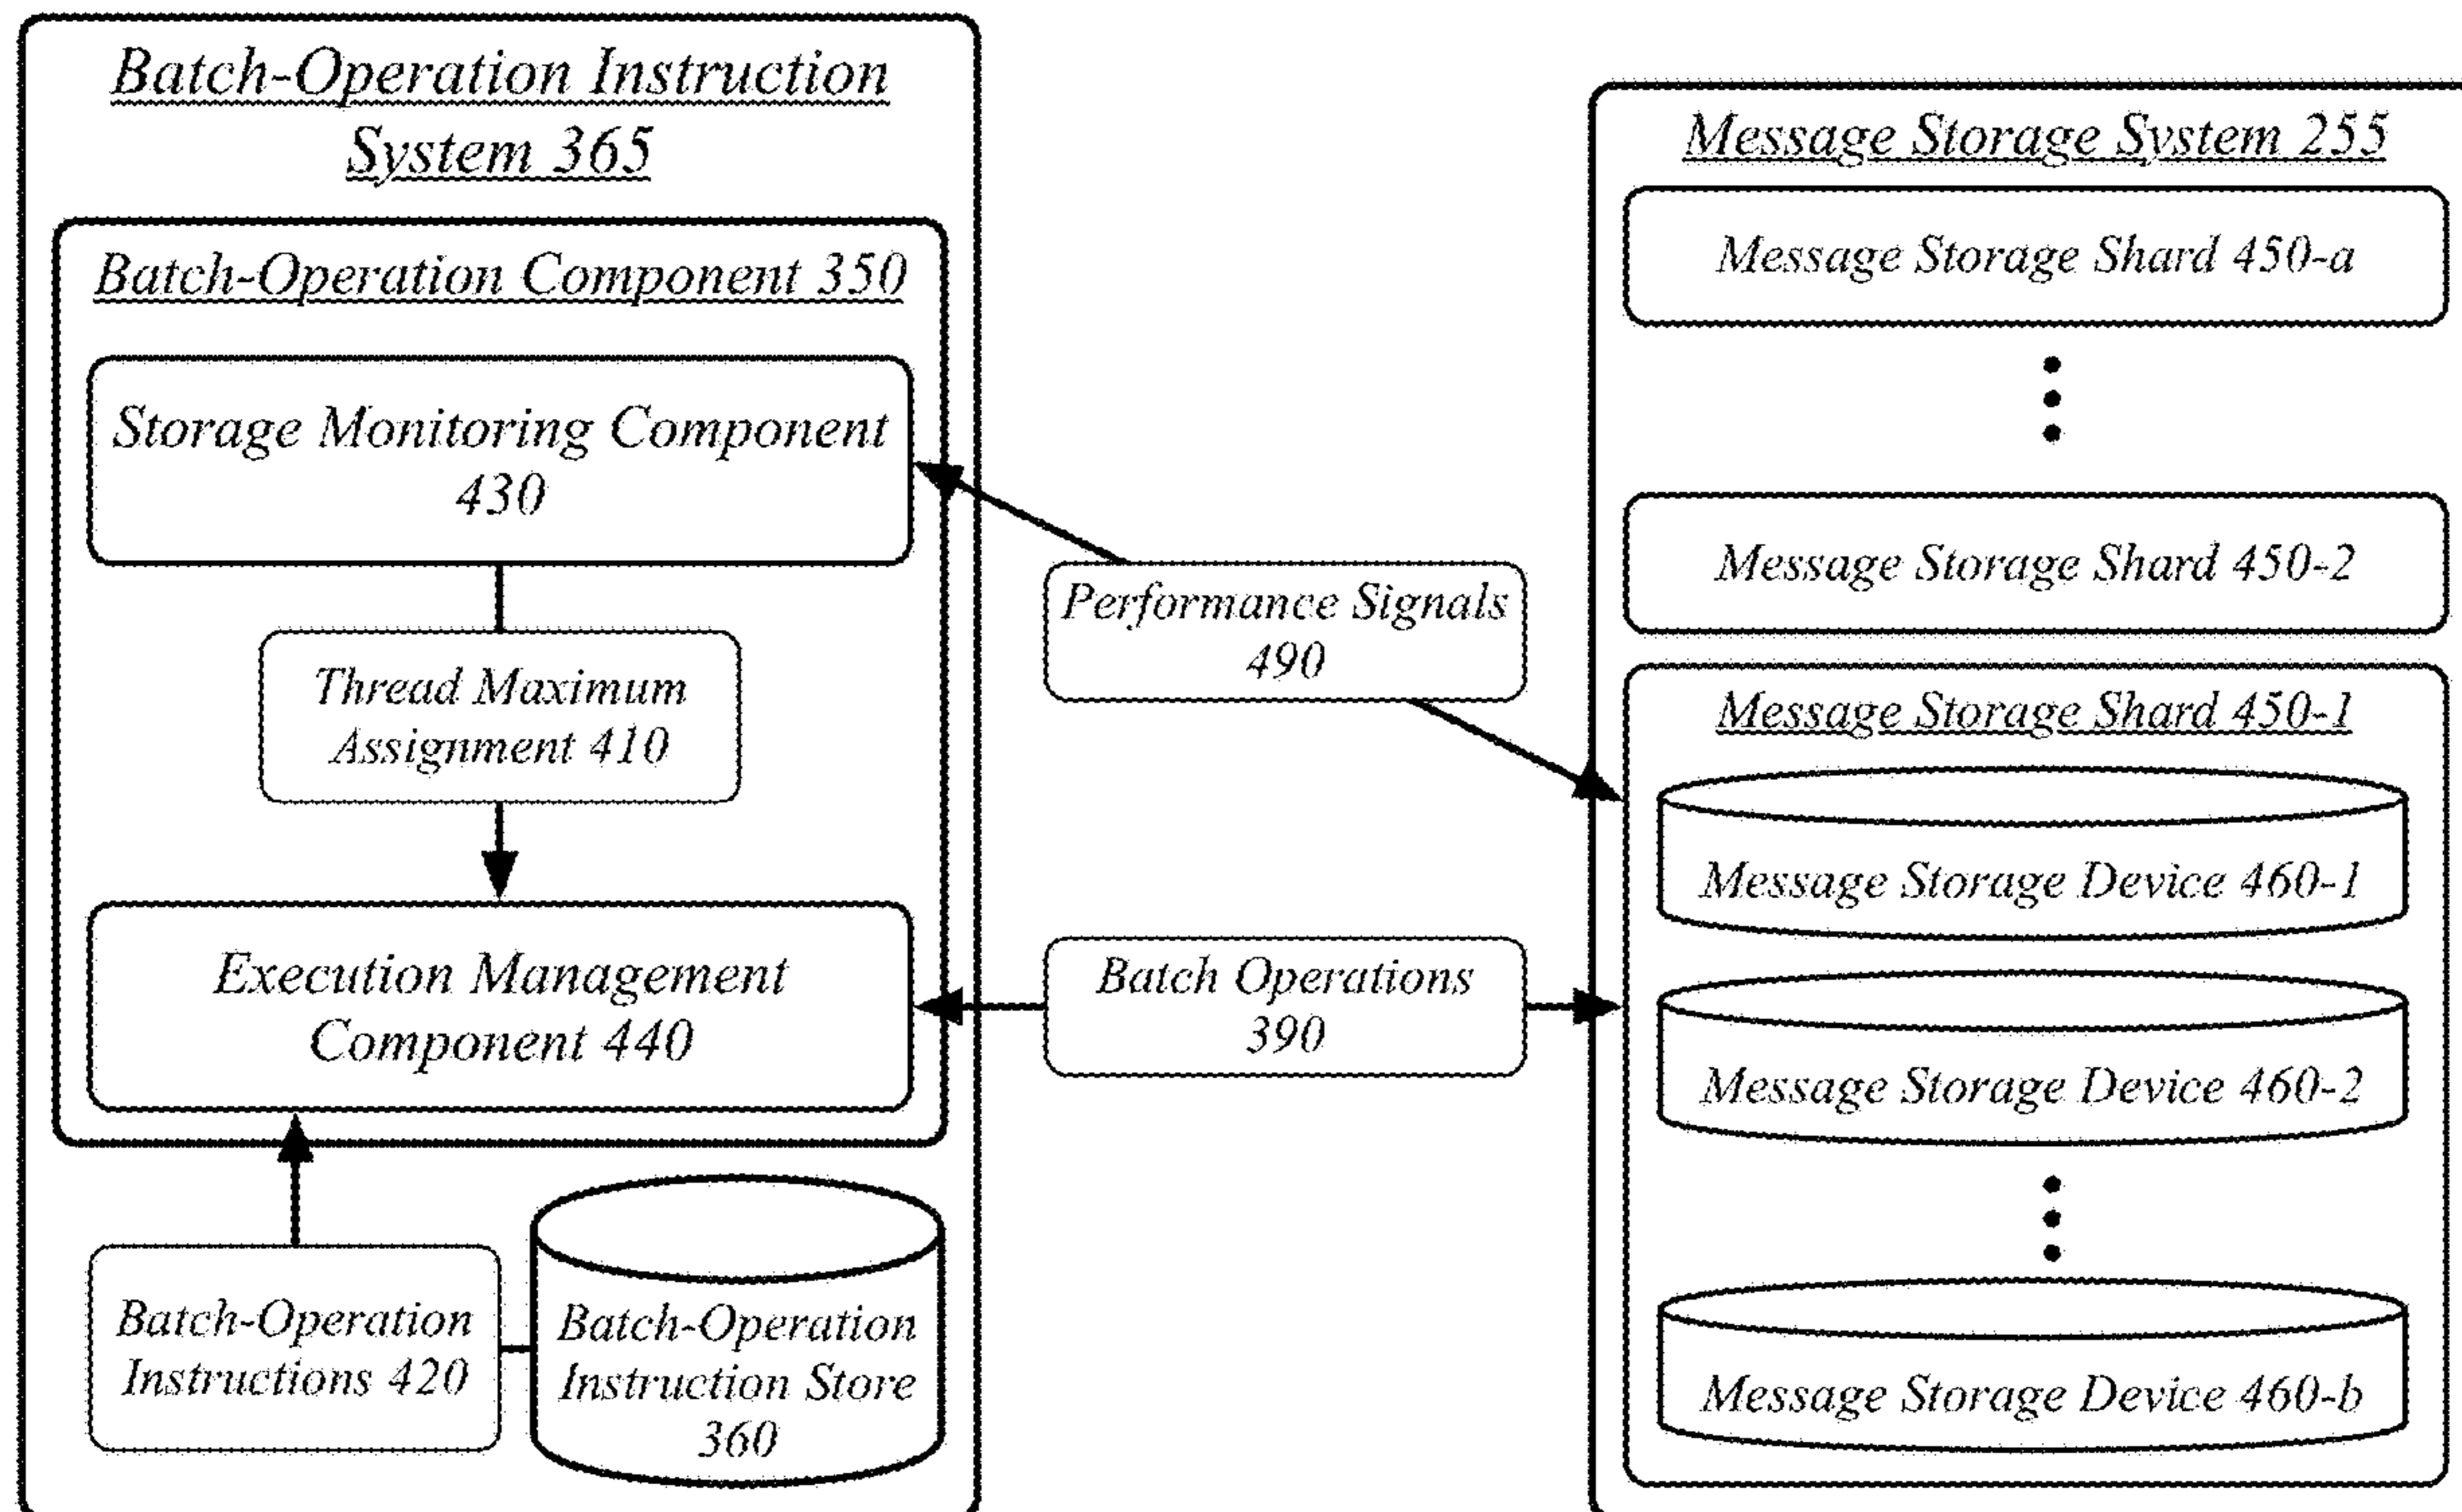 Batch-Operation Instruction
System 365
Batch-Operation Component 350
Storage Monitoring Component
430
Thread Maximum
Assignment 410
Execution Management
Component 440
Batch-Operation
Instructions 420
Batch-Operation
Instruction Store
360
Performance Signals
490
Batch Operations
390
Message Storage System 255
Message Storage Shard 450-a
Message Storage Shard 450-2
Message Storage Shard 450-1
Message Storage Device 460-1
Message Storage Device 460-2
Message Storage Device 460-b